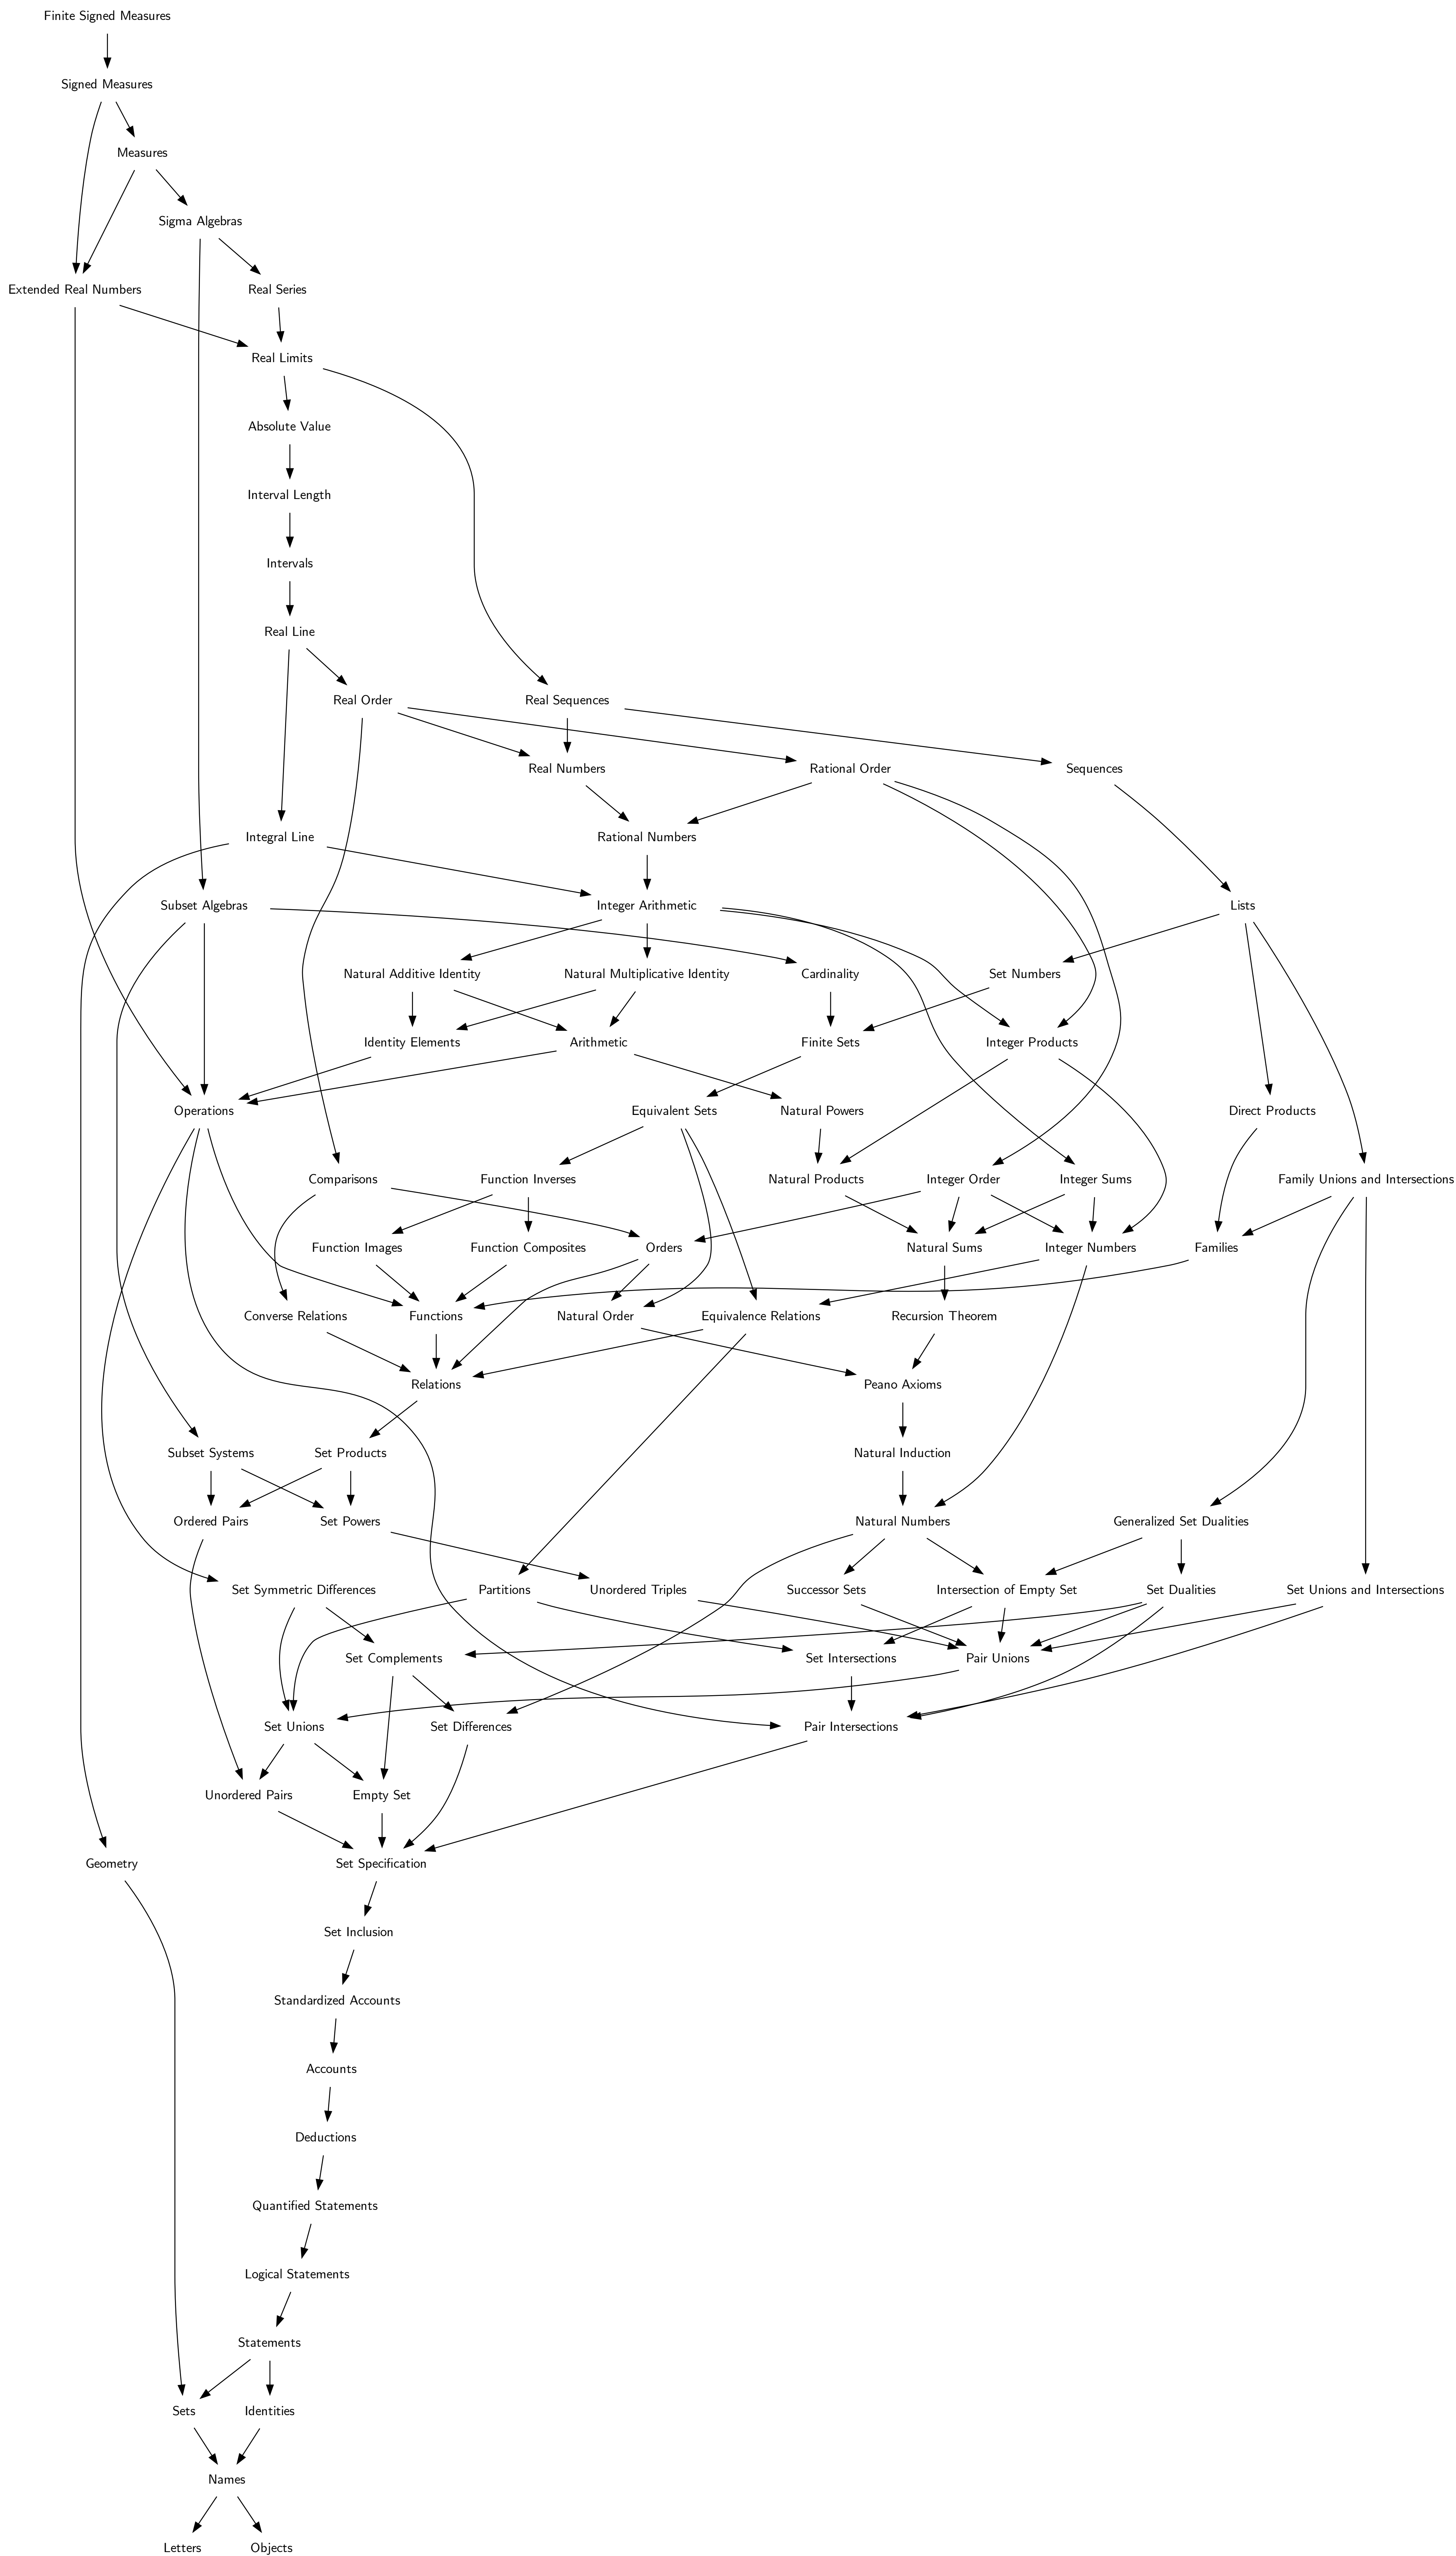 Finite Signed Measures
Signed Measures
Measures
Sigma Algebras
Extended Real Numbers
Real Series
Real Limits
Absolute Value
Interval Length
Intervals
Real Line
Real Order
Real Sequences
Real Numbers
Rational Order
Sequences
Integral Line
Rational Numbers
Subset Algebras
Integer Arithmetic
Lists
Natural Additive Identity
Natural Multiplicative Identity
Cardinality
Set Numbers
Identity Elements
Arithmetic
Finite Sets
Integer Products
Operations
Equivalent Sets
Natural Powers
Direct Products
Comparisons
Function Inverses
Natural Products
Integer Order
Integer Sums
Family Unions and Intersections
Function Images
Function Composites
Orders
Natural Sums
Integer Numbers
Families
Converse Relations
Functions
Natural Order
Equivalence Relations
Recursion Theorem
Relations
Peano Axioms
Subset Systems
Set Products
Natural Induction
Ordered Pairs
Set Powers
Natural Numbers
Generalized Set Dualities
Set Symmetric Differences
Partitions
Unordered Triples
Successor Sets
Intersection of Empty Set
Set Dualities
Set Unions and Intersections
Set Complements
Set Intersections
Pair Unions
Set Unions
Set Differences
Pair Intersections
Unordered Pairs
Empty Set
Geometry
Set Specification
Set Inclusion
Standardized Accounts
Accounts
Deductions
Quantified Statements
Logical Statements
Statements
Sets
Identities
Names
Letters
Objects